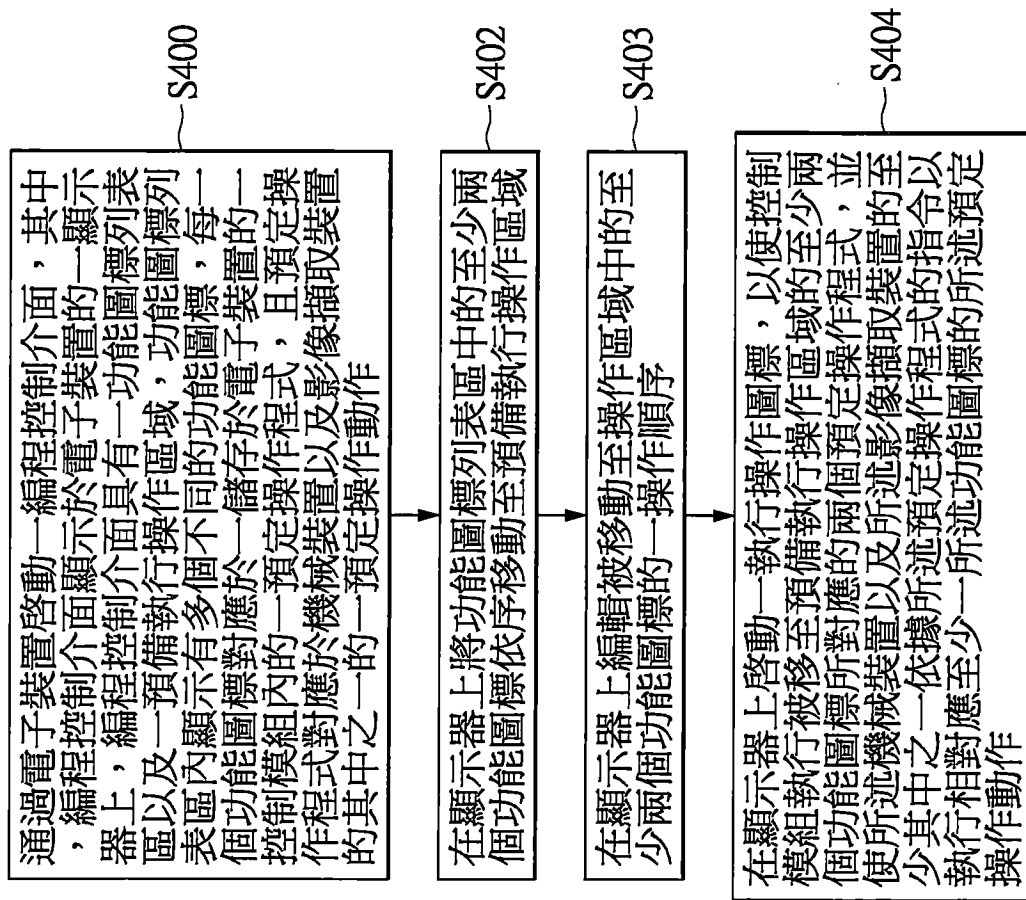 通過電子裝置啓動一編程控制介面，其中
，編程控制介面顯示於電子裝置的一顯示
器上，編程控制介面具有一功能圖標列表
區以及一預備執行操作區域，功能圖標列
表區內顯示有多個不同的功能圖標，每一
個功能圖標對應於一儲存於電子裝置的一
控制模組內的一預定操作程式，且預定操
作程式對應於機械裝置以及影像擷取裝置
的其中之一的一預定操作動作
S400
在顯示器上將功能圖標列表區中的至少兩
個功能圖標依序移動至預備執行操作區域
S402
在顯示器上編輯被移動至操作區域中的至
少兩個功能圖標的一操作順序
S403
在顯示器上啓動一執行操作圖標，以使控制
模組執行被移至預備執行操作區域的至少兩
個功能圖標所對應的兩個預定操作程式，並
使所述機械裝置以及所述影像擷取裝置的至
少其中之一依據所述預定操作程式的指令以
執行相對應至少一所述功能圖標的所述預定
操作動作
S404